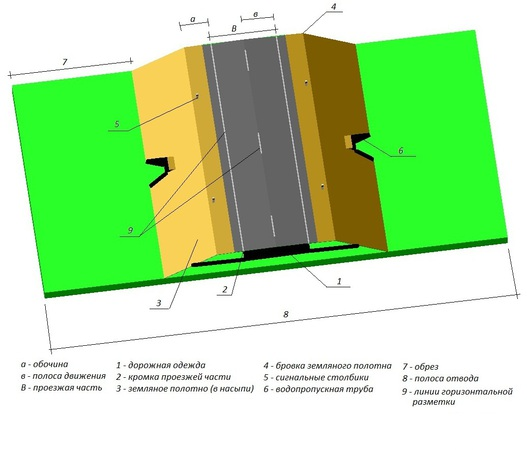 4
в
а
В
7
5
6
9
3
2
1
8
а - обочина
в - полоса движения
В - проезжая часть
1 - дорожная одежда
2 - кромка проезжей части
3 - земляное полотно (в насыпи)
4 - бровка земляного полотна
5 - сигнальные столбики
6 - водопропускная труба
7 - обрез
8 - полоса отвода
9 - линии горизонтальной
разметки